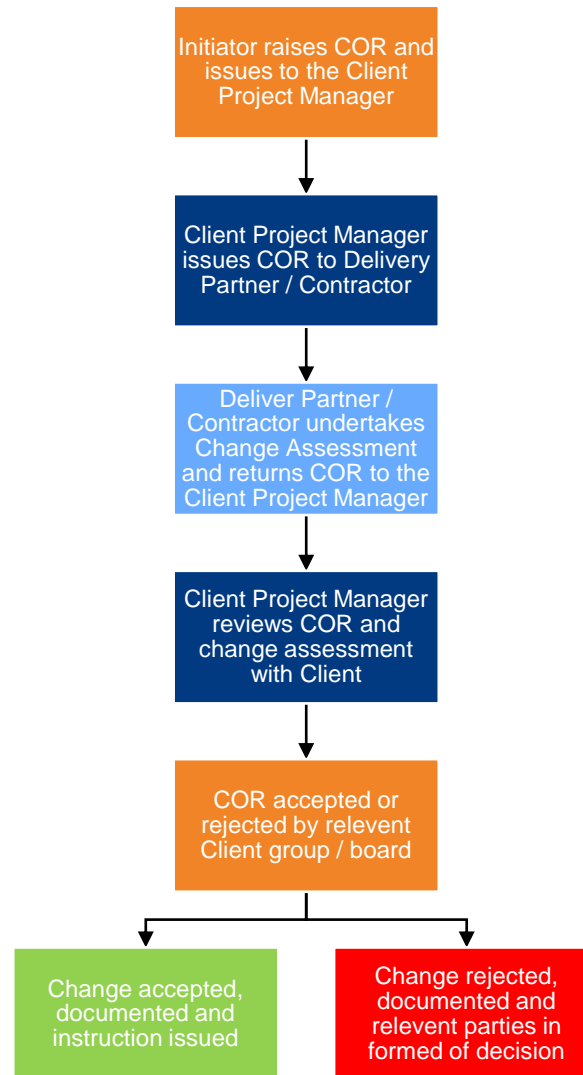 Initiator raises COR and
issues to the Client
Project Manager
Client Project Manager
issues COR to Delivery
Partner / Contractor
Deliver Partner /
Contractor undertakes
Change Assessment
and returns COR to the
Client Project Manager
Client Project Manager
reviews COR and
change assessment
with Client
COR accepted or
rejected by relevent
Client group / board
Change accepted,
documented and
instruction issued
Change rejected,
documented and
relevent parties in
formed of decision